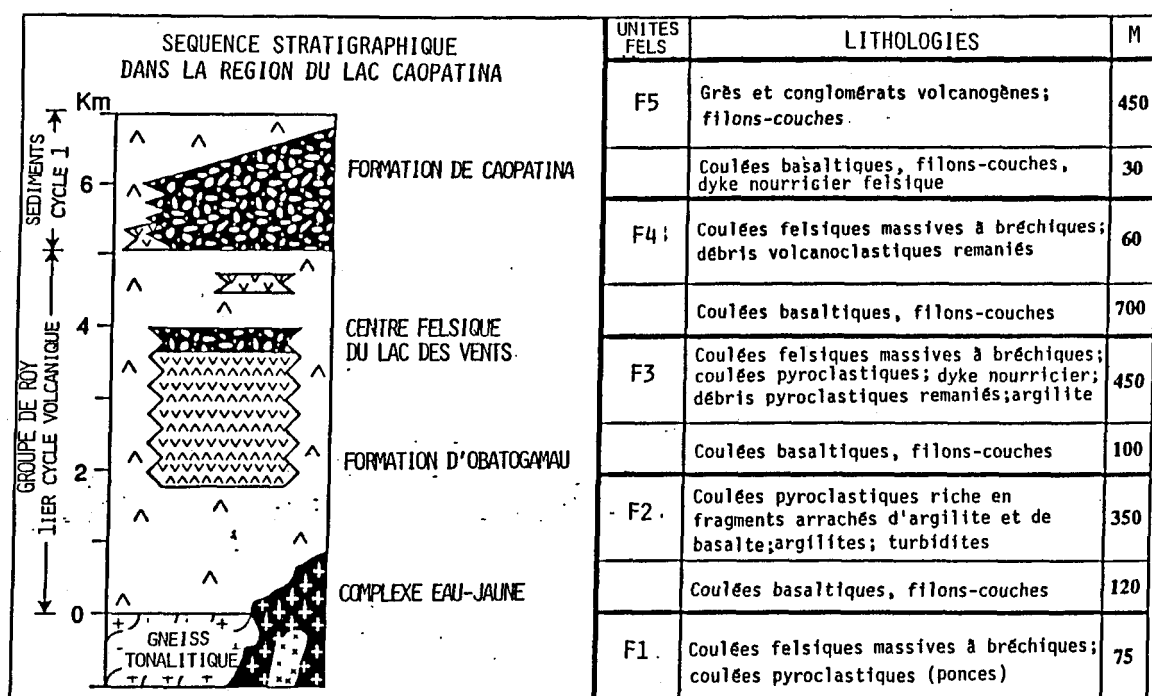 SEQUENCE STRATIGRAPHIQUE
DANS LA REGION DU LAC CAOPATINA
Km
6
4
2
0
SEDIMENTS
CYCLE 1
GROUPE DE ROY
1IER CYCLE VOLCANIQUE
FORMATION DE CAOPATINA
CENTRE FELSIQUE
DU LAC DES VENTS
FORMATION D'OBATOGAMAU
COMPLEXE EAU-JAUNE
GNEISS
TONALITIQUE
UNITES
FELS
LITHOLOGIES
M
F5
Grès et conglomérats volcanogènes;
filons-couches
450
Coulées basaltiques, filons-couches,
dyke nourricier felsique
30
F4
Coulées felsiques massives à bréchiques;
débris volcanoclastiques remaniés
60
Coulées basaltiques, filons-couches
700
F3
Coulées felsiques massives à bréchiques;
coulées pyroclastiques; dyke nourricier;
débris pyroclastiques remaniés;argilite
450
Coulées basaltiques, filons-couches
100
F2
Coulées pyroclastiques riche en
fragments arrachés d'argilite et de
basalte;argilites; turbidites
350
Coulées basaltiques, filons-couches
120
F1
Coulées felsiques massives à bréchiques;
coulées pyroclastiques (ponces)
75